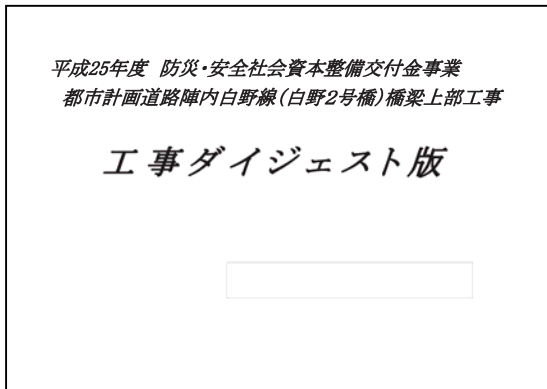 平成25年度 防災・安全社会資本整備交付金事業
都市計画道路陣内白野線(白野2号橋)橋梁上部工事
工事ダイジェスト版